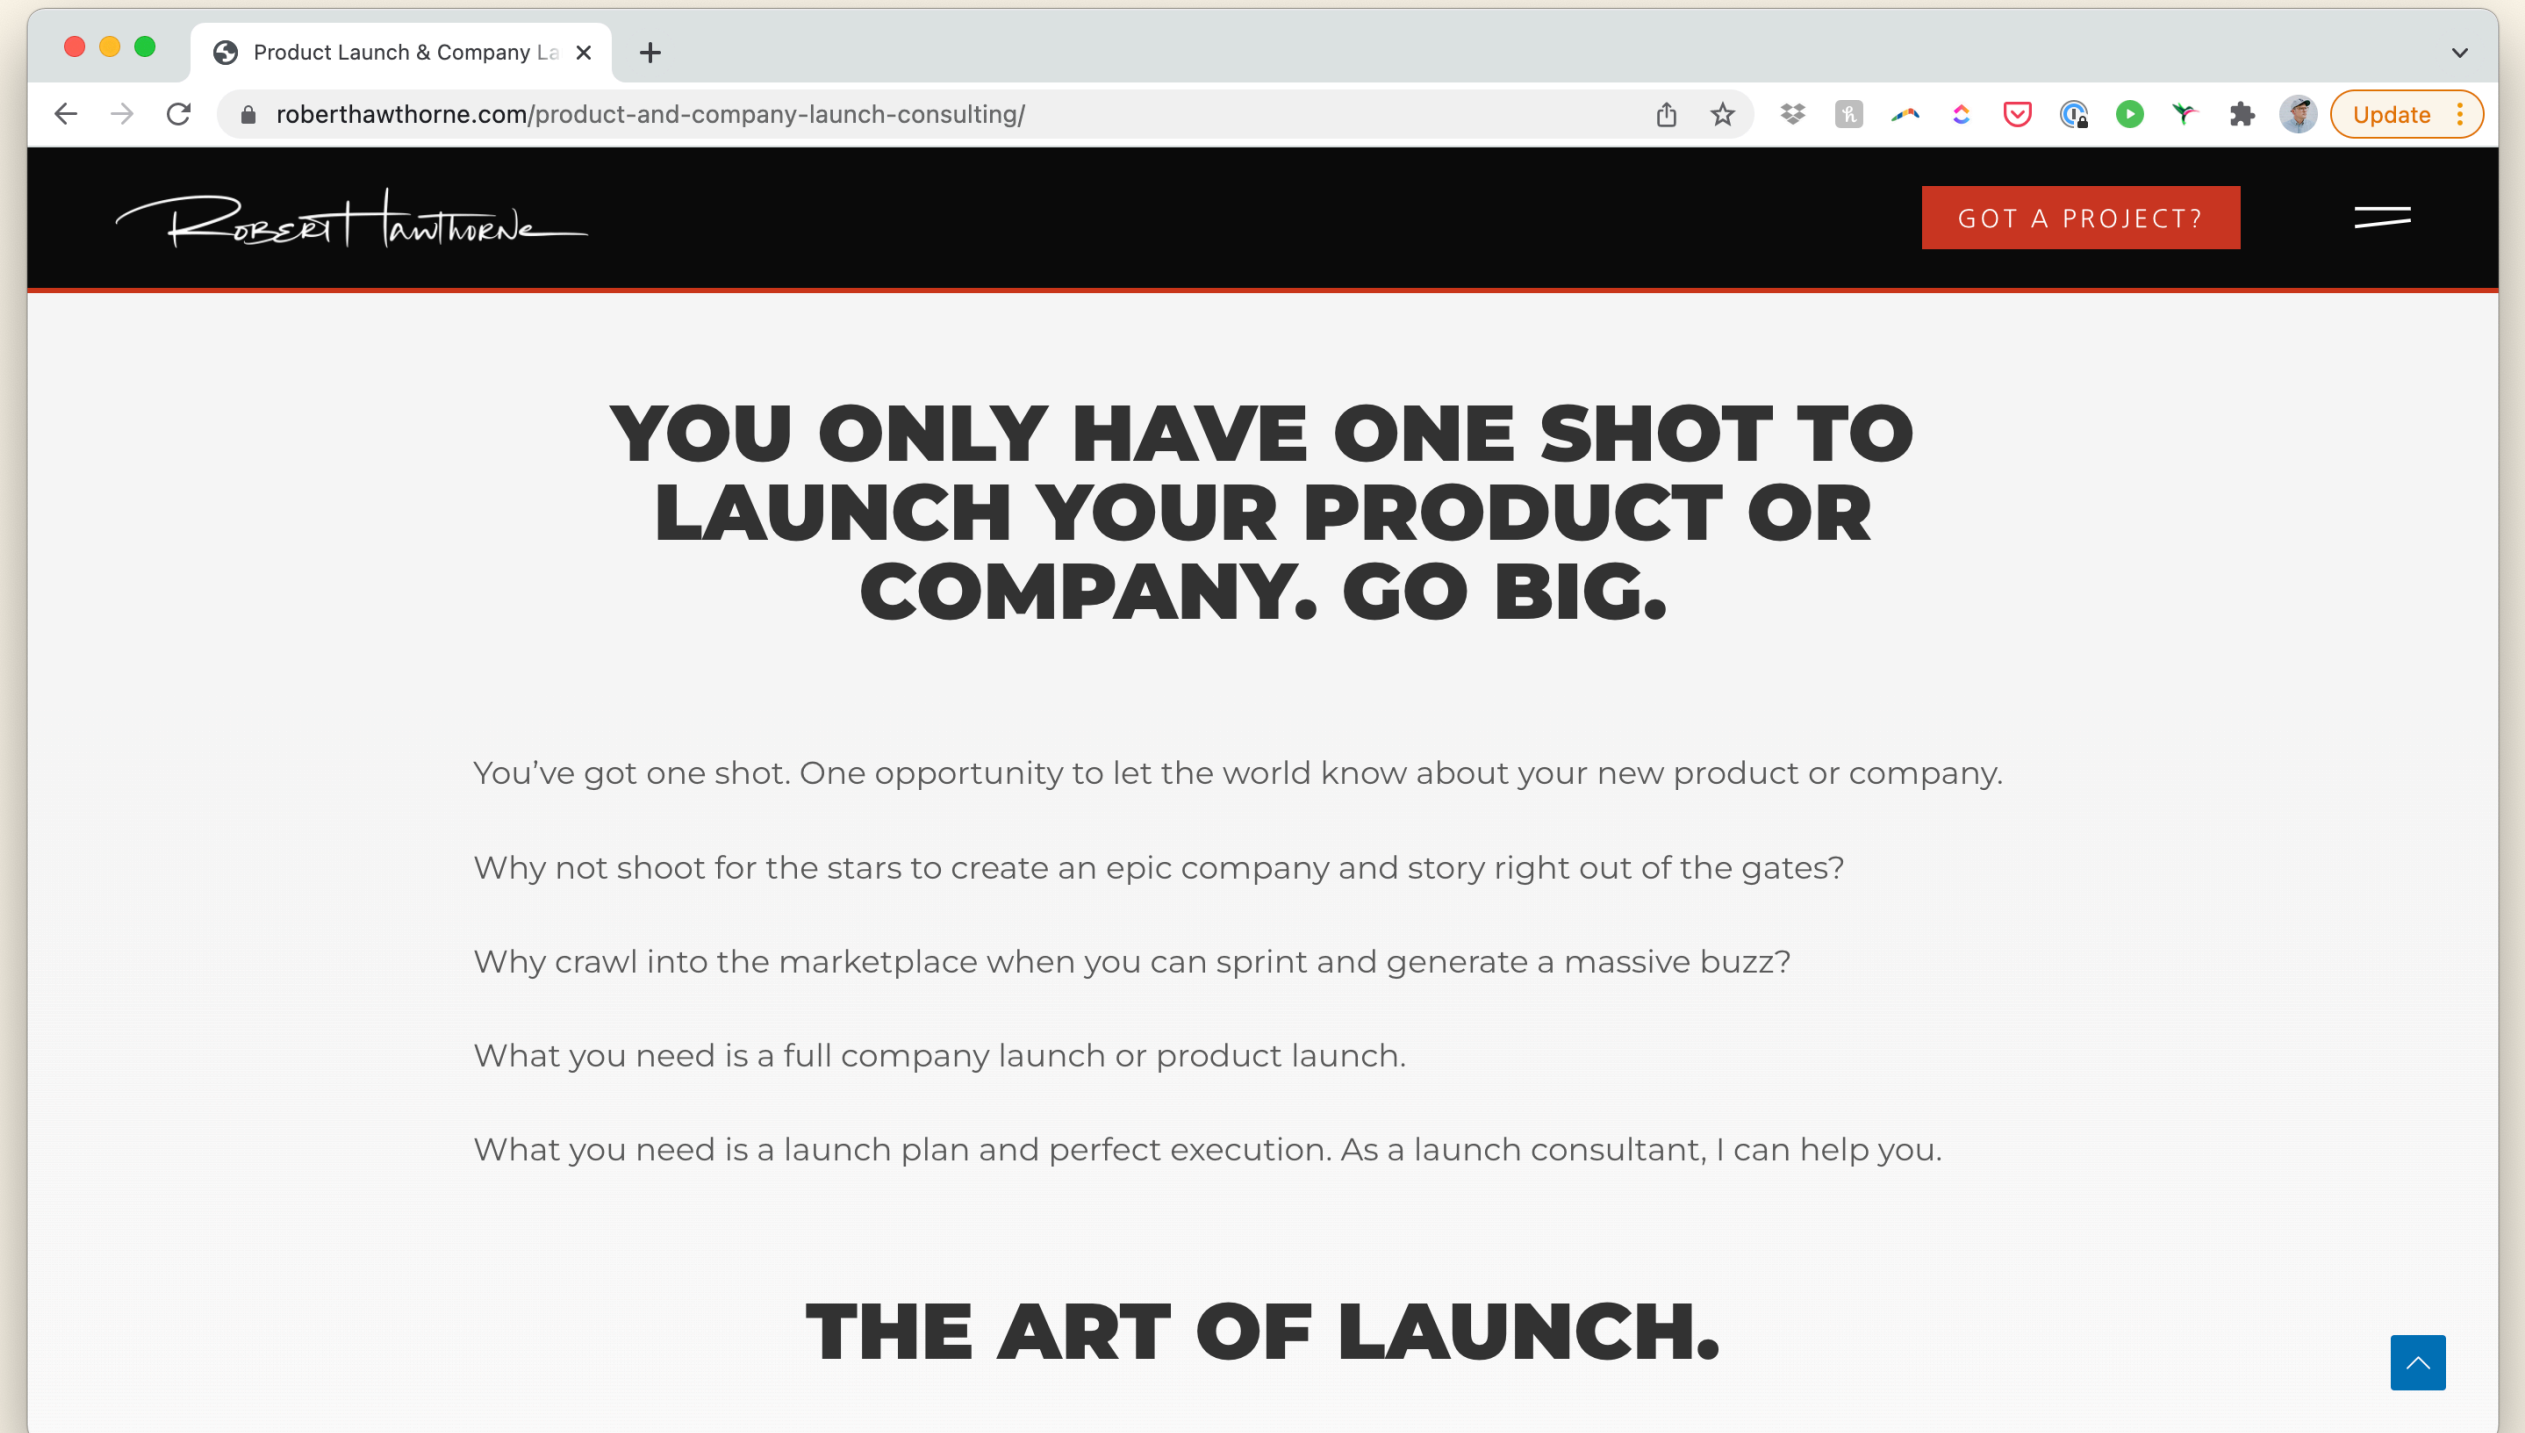 Product Launch & Company La
roberthawthorne.com/product-and-company-launch-consulting/
Update
Robert Hawthorne
GOT A PROJECT?
YOU ONLY HAVE ONE SHOT TO
LAUNCH YOUR PRODUCT OR
COMPANY. GO BIG.
You’ve got one shot. One opportunity to let the world know about your new product or company.
Why not shoot for the stars to create an epic company and story right out of the gates?
Why crawl into the marketplace when you can sprint and generate a massive buzz?
What you need is a full company launch or product launch.
What you need is a launch plan and perfect execution. As a launch consultant, I can help you.
THE ART OF LAUNCH.